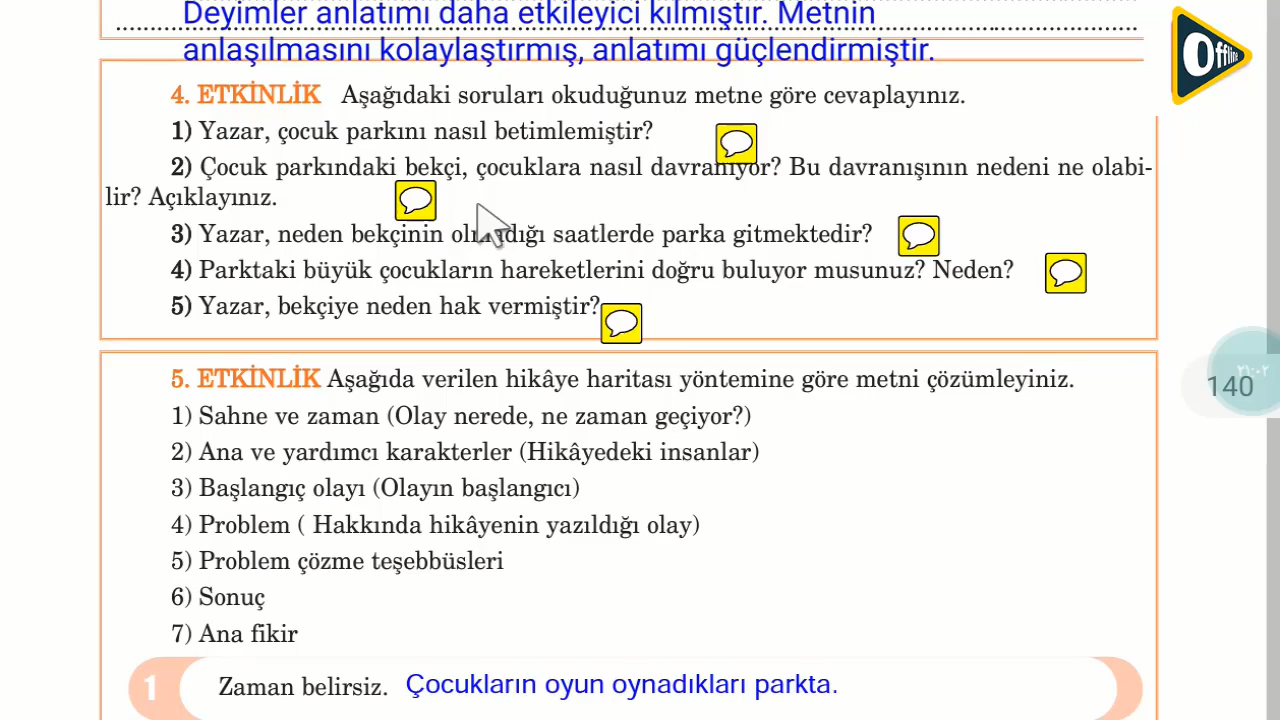 Deyimler anlatımı daha etkileyici kılmıştır. Metnin
anlaşılmasını kolaylaştırmış, anlatımı güçlendirmiştir.
Offline
4. ETKİNLİK Aşağıdaki soruları okuduğunuz metne göre cevaplayınız.
1) Yazar, çocuk parkını nasıl betimlemiştir?
2) Çocuk parkındaki bekçi, çocuklara nasıl davranıyor? Bu davranışının nedeni ne olabi-
lir? Açıklayınız.
3) Yazar, neden bekçinin olmadığı saatlerde parka gitmektedir?
4) Parktaki büyük çocukların hareketlerini doğru buluyor musunuz? Neden?
5) Yazar, bekçiye neden hak vermiştir?
5. ETKİNLİK Aşağıda verilen hikâye haritası yöntemine göre metni çözümleyiniz.
۲۱:۰۲
140
1) Sahne ve zaman (Olay nerede, ne zaman geçiyor?)
2) Ana ve yardımcı karakterler (Hikâyedeki insanlar)
3) Başlangıç olayı (Olayın başlangıcı)
4) Problem ( Hakkında hikâyenin yazıldığı olay)
5) Problem çözme teşebbüsleri
6) Sonuç
7) Ana fikir
1 Zaman belirsiz. Çocukların oyun oynadıkları parkta.